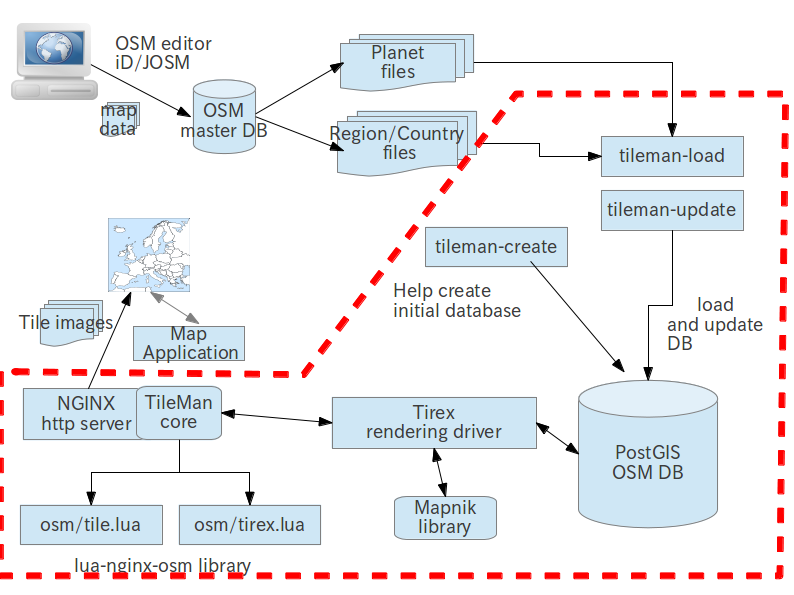 OSM editor
iD/JOSM
map
data
OSM
master DB
Planet
files
Region/Country
files
tileman-load
tileman-update
tileman-create
Help create
initial database
load
and update
DB
Tile images
Map
Application
NGINX
http server
TileMan
core
Tirex
rendering driver
PostGIS
OSM DB
Mapnik
library
osm/tile.lua
osm/tirex.lua
lua-nginx-osm library